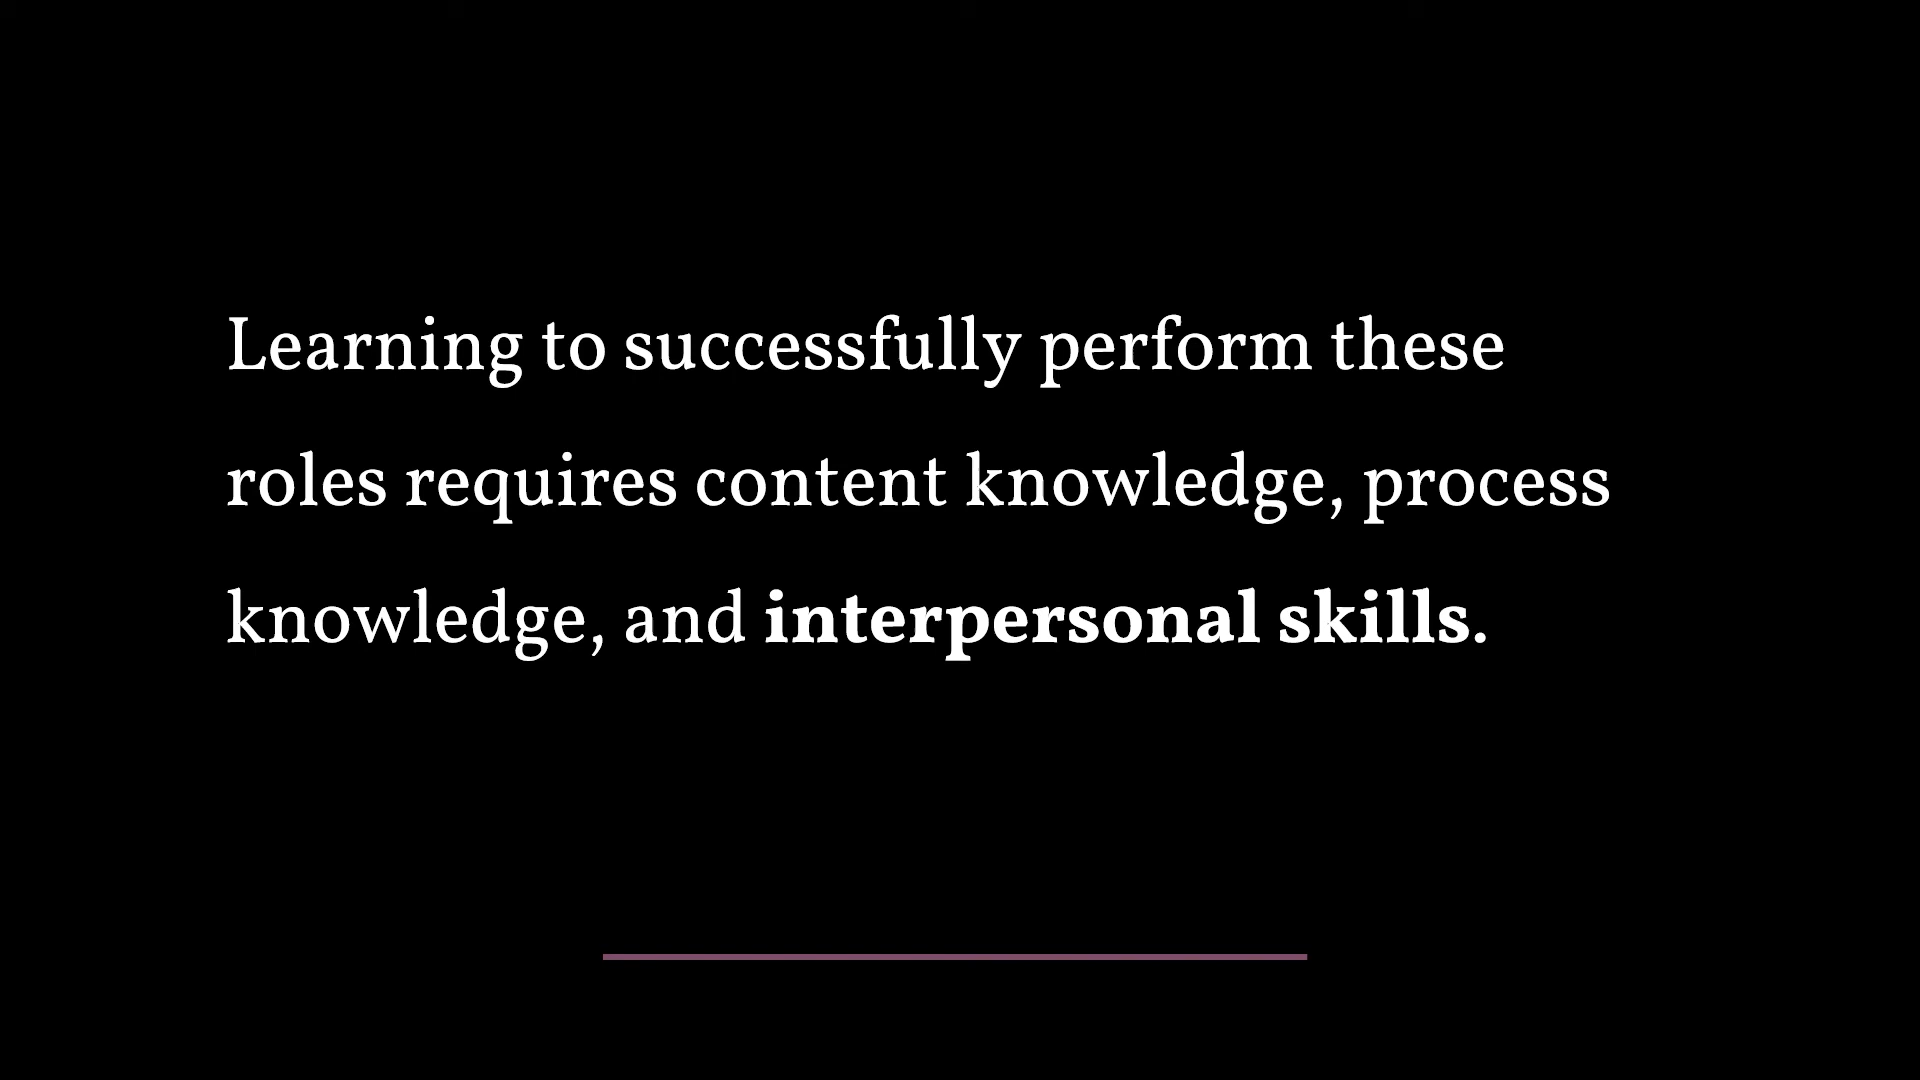 Learning to successfully perform these
roles requires content knowledge, process
knowledge, and interpersonal skills.